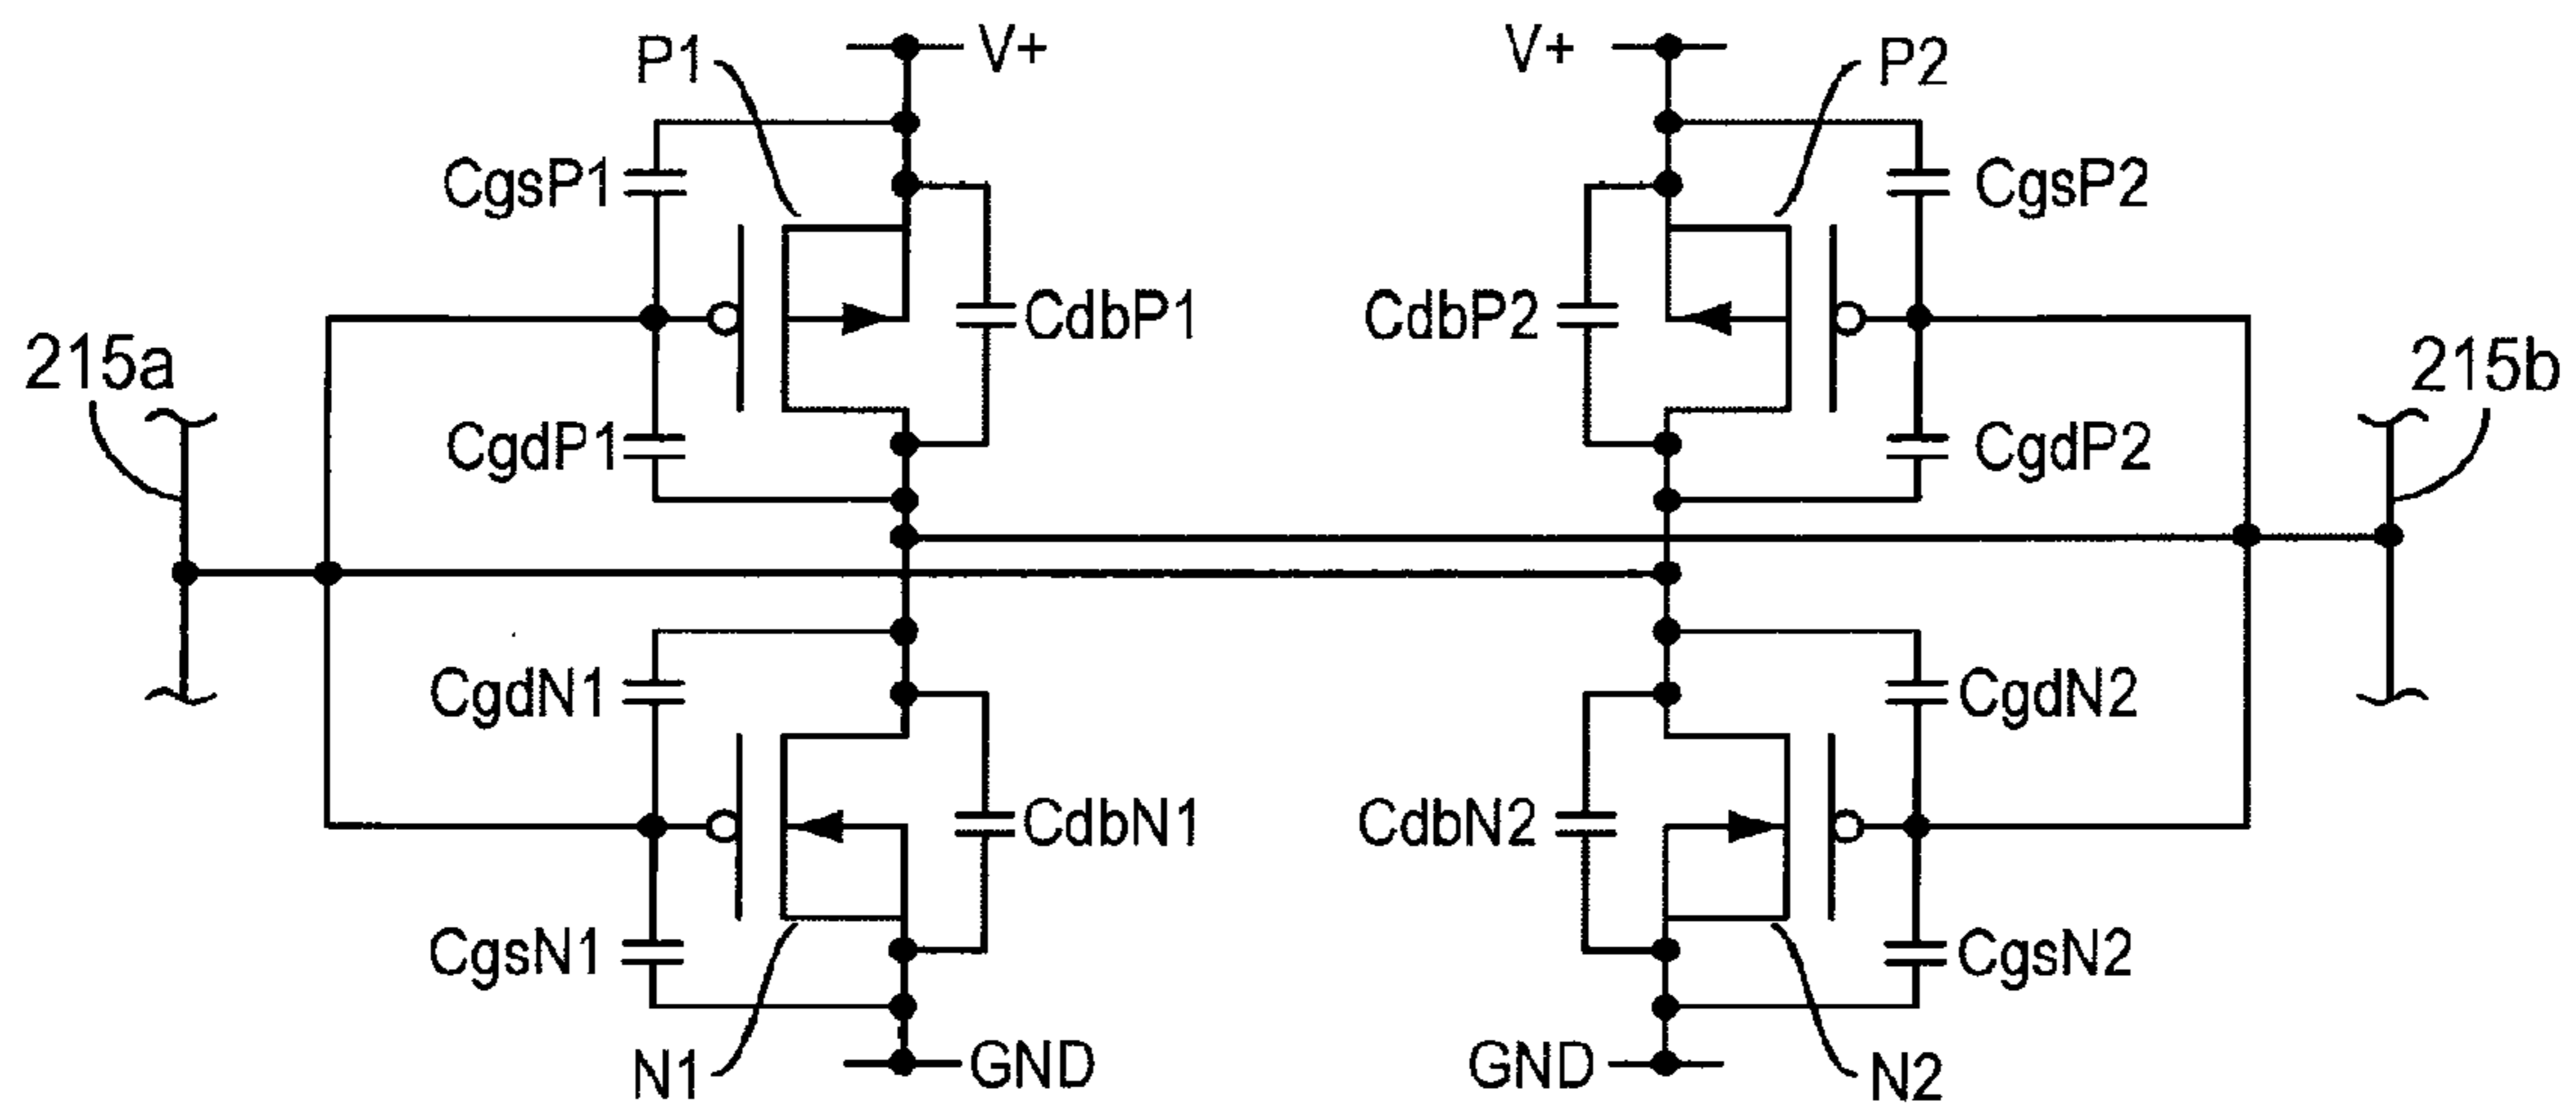 P1
V+
V+
P2
CgsP1
CgsP2
CdbP1
CdbP2
215a
215b
CgdP1
CgdP2
CgdN1
CgdN2
CdbN1
CdbN2
CgsN1
CgsN2
N1
GND
GND
N2